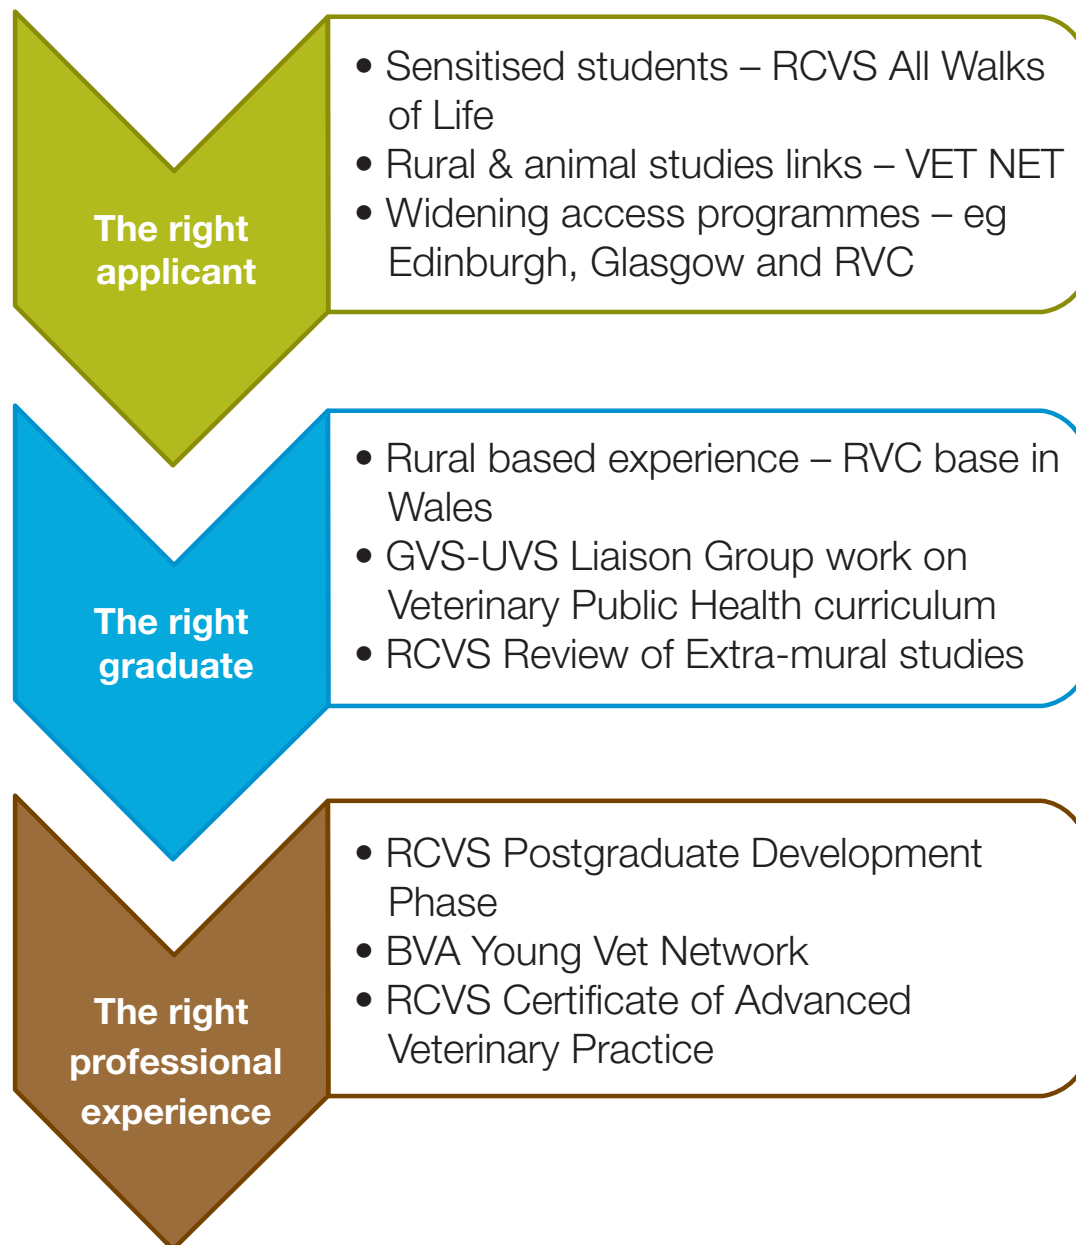 The right
applicant
• Sensitised students – RCVS All Walks
of Life
• Rural & animal studies links – VET NET
• Widening access programmes – eg
Edinburgh, Glasgow and RVC
The right
graduate
• Rural based experience – RVC base in
Wales
• GVS-UVS Liaison Group work on
Veterinary Public Health curriculum
• RCVS Review of Extra-mural studies
The right
professional
experience
• RCVS Postgraduate Development
Phase
• BVA Young Vet Network
• RCVS Certificate of Advanced
Veterinary Practice